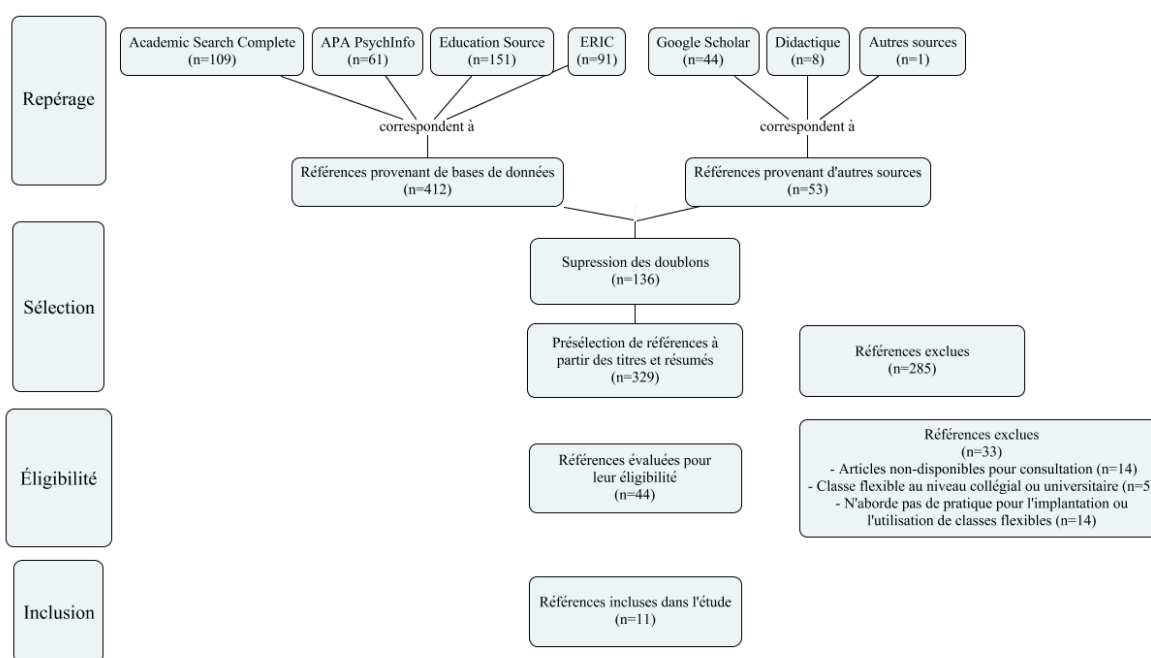 Repérage
Academic Search Complete
(n=109)
APA PsychInfo
(n=61)
Education Source
(n=151)
ERIC
(n=91)
Google Scholar
(n=44)
Didactique
(n=8)
Autres sources
(n=1)
correspondent à
correspondent à
Références provenant de bases de données
(n=412)
Références provenant d'autres sources
(n=53)
Sélection
Supression des doublons
(n=136)
Présélection de références à
partir des titres et résumés
(n=329)
Références exclues
(n=285)
Éligibilité
Références évaluées pour
leur éligibilité
(n=44)
Références exclues
(n=33)
- Articles non-disponibles pour consultation (n=14)
- Classe flexible au niveau collégial ou universitaire (n=5
- N'aborde pas de pratique pour l'implantation ou
l'utilisation de classes flexibles (n=14)
Inclusion
Références incluses dans l'étude
(n=11)